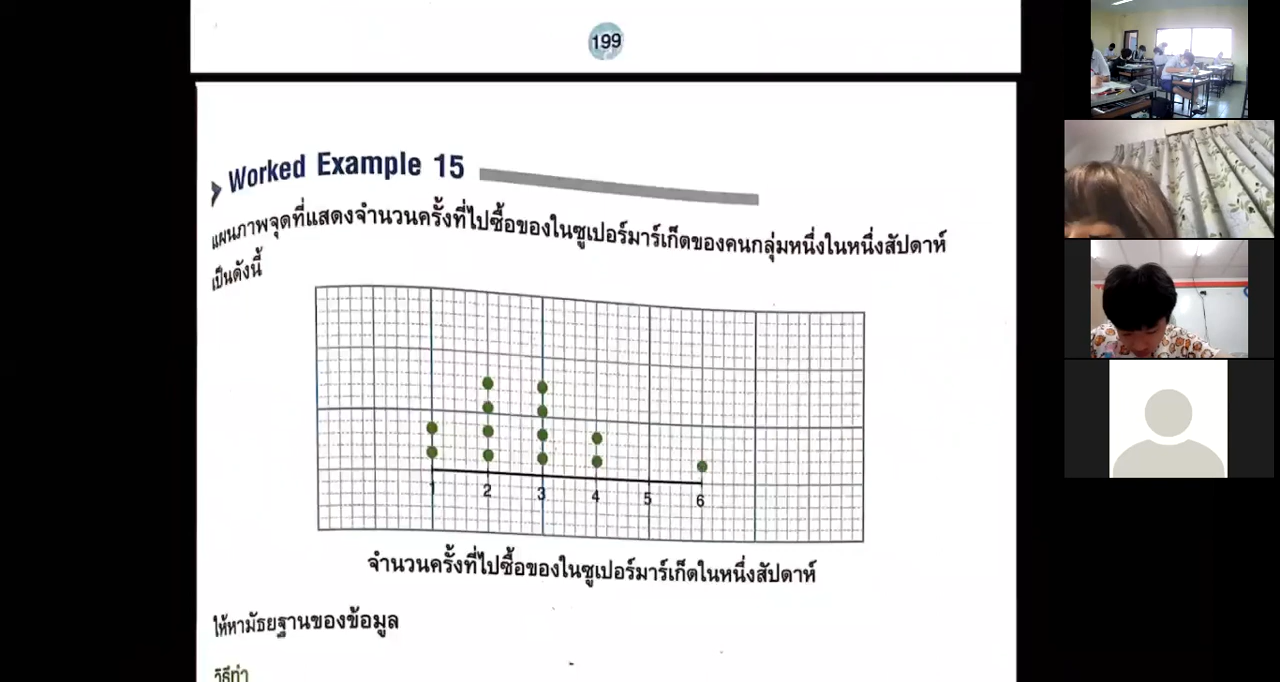 199
Worked Example 15
แผนภาพจุดที่แสดงจำนวนครั้งที่ไปซื้อของในซูเปอร์มาร์เก็ตของคนกลุ่มหนึ่งในหนึ่งสัปดาห์
เป็นดังนี้
1 2 3 4 5 6
จำนวนครั้งที่ไปซื้อของในซูเปอร์มาร์เก็ตในหนึ่งสัปดาห์
ให้หามัธยฐานของข้อมูล
วิธีทำ